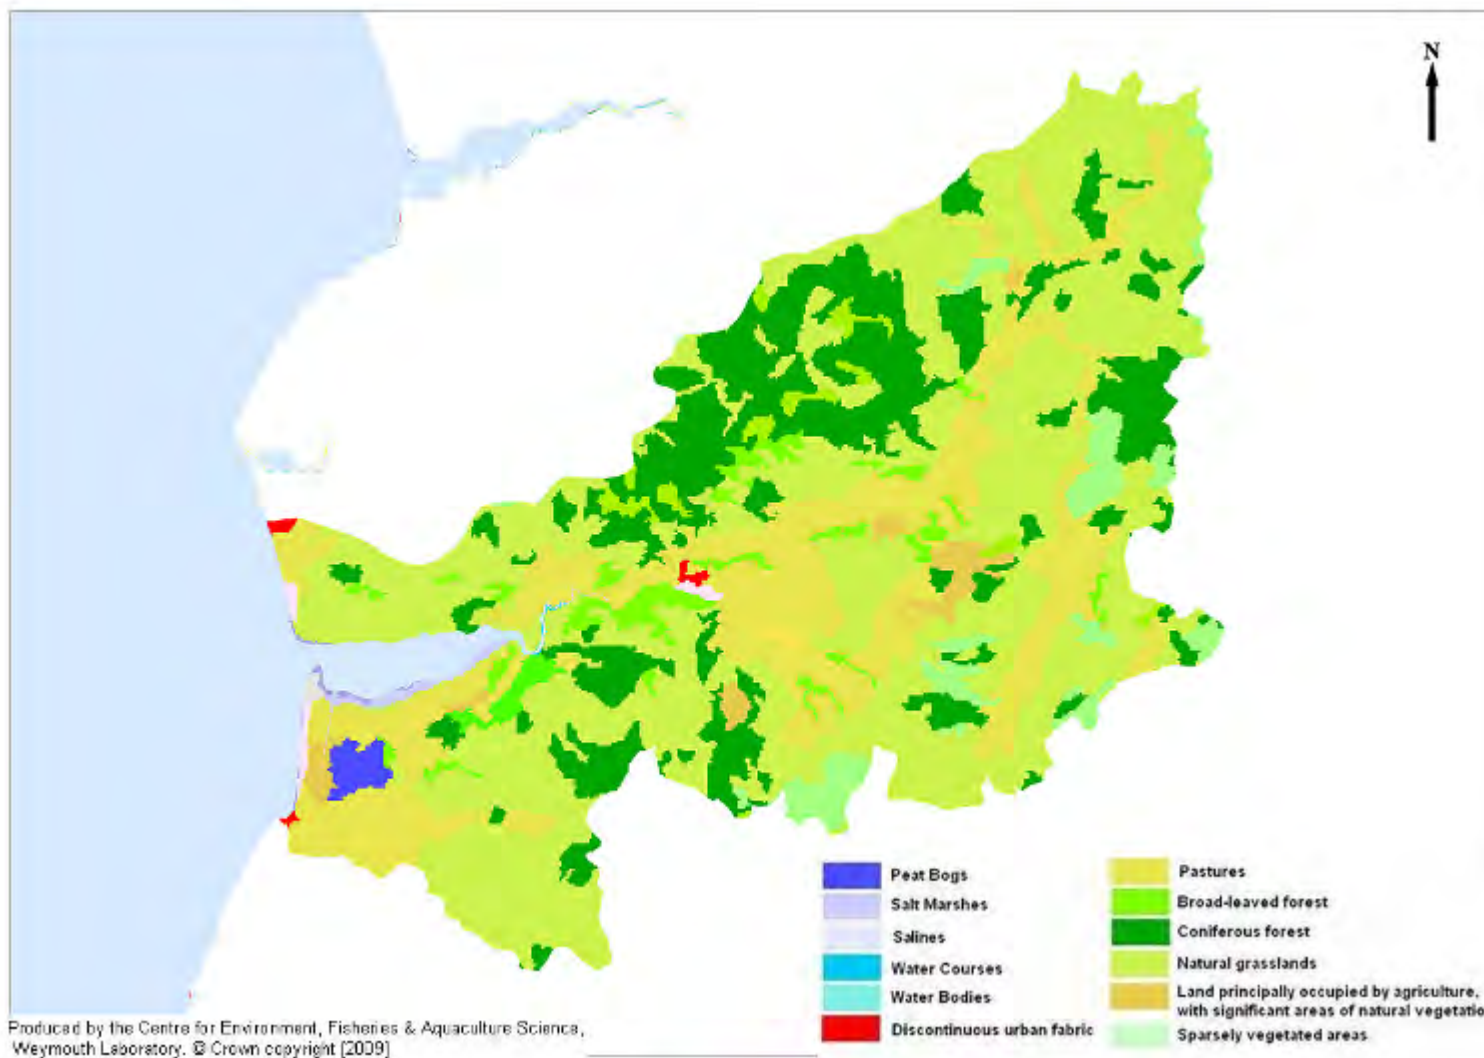 N
Peat Bogs
Salt Marshes
Salines
Water Courses
Water Bodies
Discontinuous urban fabric
Pastures
Broad-leaved forest
Coniferous forest
Natural grasslands
Land principally occupied by agriculture,
with significant areas of natural vegetatio
Sparsely vegetated areas
Produced by the Centre for Environment, Fisheries & Aquaculture Science,
Weymouth Laboratory. © Crown copyright [2009]